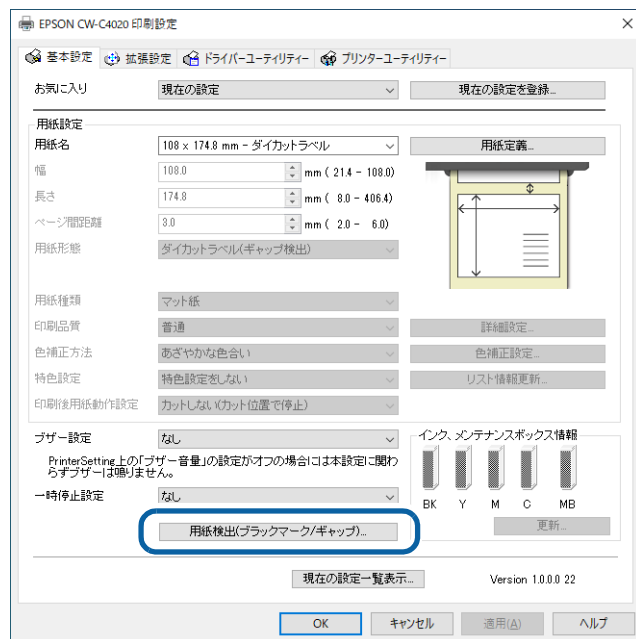 EPSON CW-C4020 印刷設定
基本設定 拡張設定 ドライバーユーティリティー プリンターユーティリティー
お気に入り 現在の設定 現在の設定を登録...
用紙設定
用紙名 108 x 174.8 mm - ダイカットラベル 用紙定義...
幅 108.0 mm ( 21.4 - 108.0)
長さ 174.8 mm ( 8.0 - 406.4)
ページ間距離 3.0 mm ( 2.0 - 6.0)
用紙形態 ダイカットラベル(ギャップ検出)
用紙種類 マット紙
印刷品質 普通 詳細設定...
色補正方法 あざやかな色合い 色補正設定...
特色設定 特色設定をしない リスト情報更新...
印刷後用紙動作設定 カットしない(カット位置で停止)
ブザー設定 なし
PrinterSetting上の「ブザー音量」の設定がオフの場合には本設定に関わ
らずブザーは鳴りません。
一時停止設定 なし
用紙検出(ブラックマーク/ギャップ)...
インク、メンテナンスボックス情報
BK Y M C MB
更新...
現在の設定一覧表示... Version 1.0.0.0 22
OK キャンセル 適用(A) ヘルプ